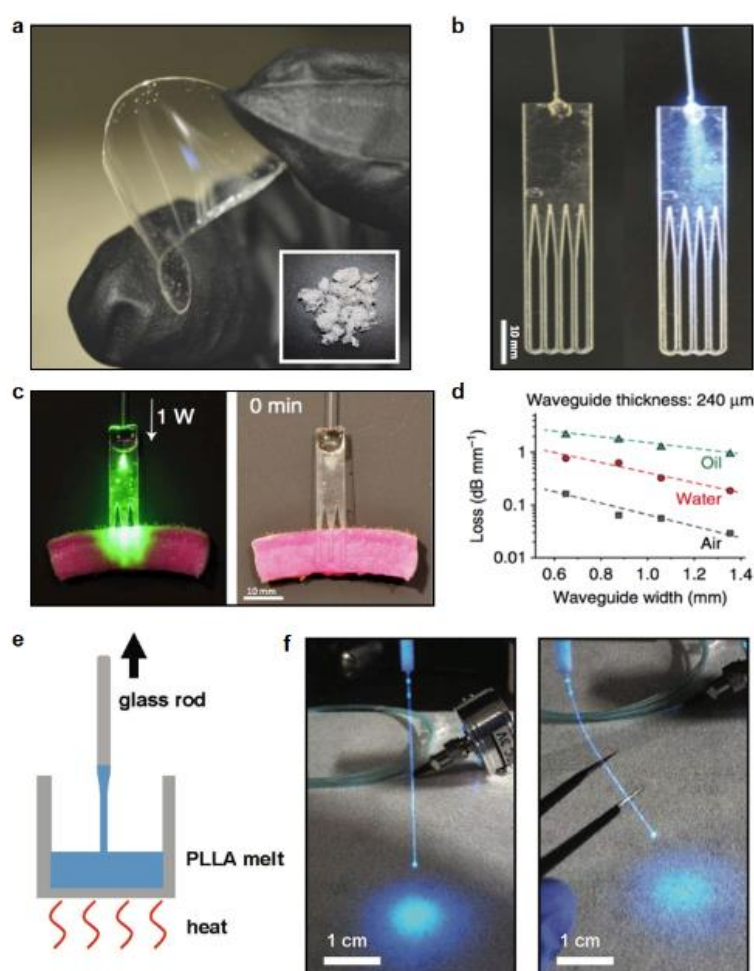 a
b
10 mm
c
1 W
0 min
10 mm
d
Waveguide thickness: 240 μm
Loss (dB mm⁻¹)
1
0.1
0.01
Oil
Water
Air
0.6 0.8 1.0 1.2 1.4
Waveguide width (mm)
e
glass rod
PLLA melt
heat
f
1 cm
1 cm